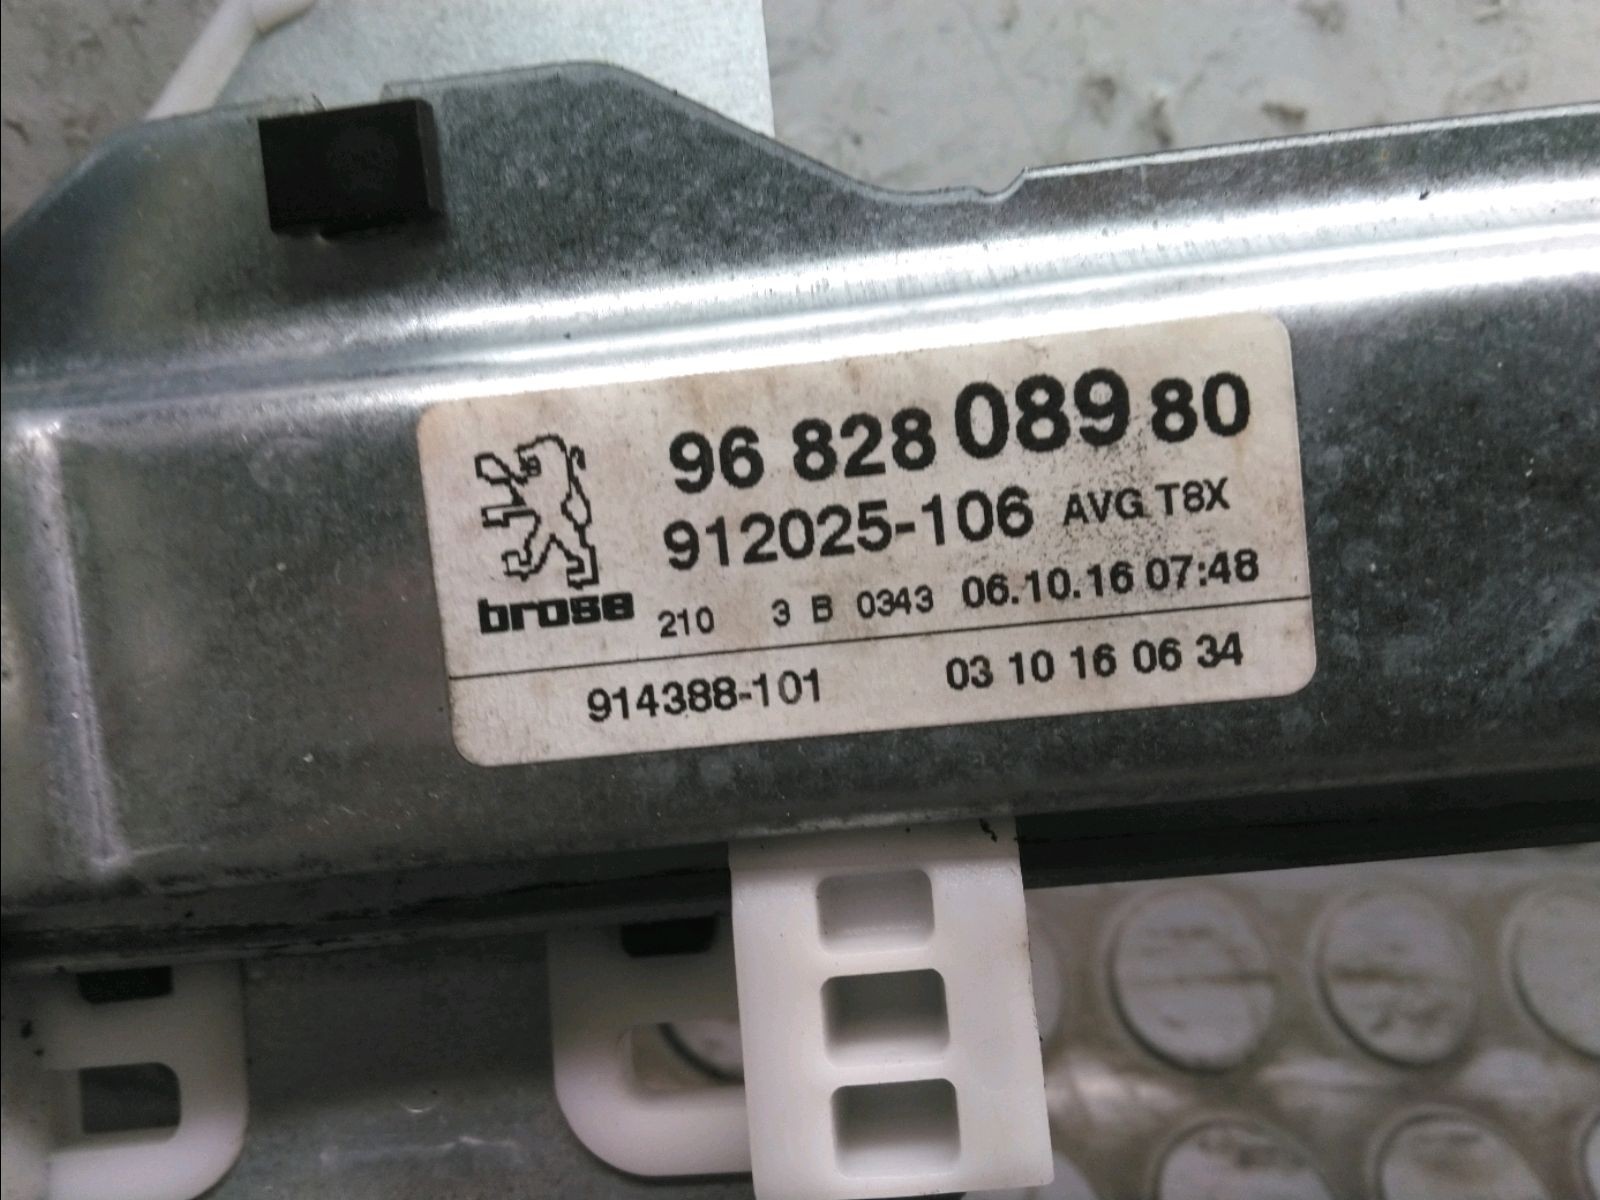 96 828 089 80
912025-106 AVG T8X
brose 210 3 B 0343 06.10.16 07:48
914388-101 03 10 16 06 34